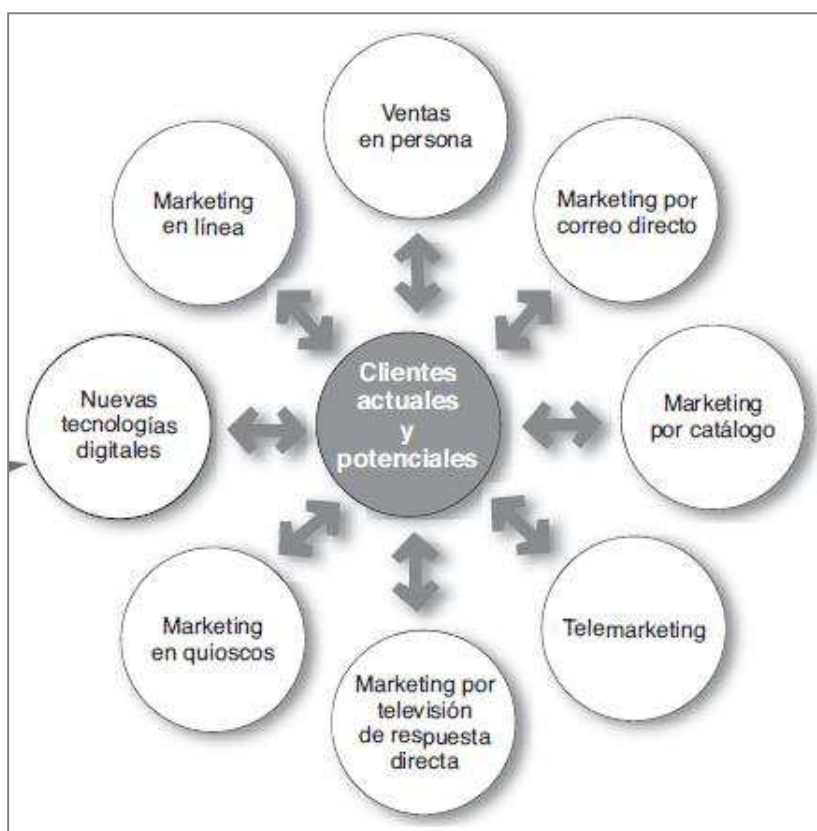 Ventas
en persona
Marketing por
correo directo
Marketing
por catálogo
Telemarketing
Marketing por
televisión
de respuesta
directa
Marketing
en quioscos
Nuevas
tecnologías
digitales
Marketing
en línea
Clientes
actuales
y
potenciales